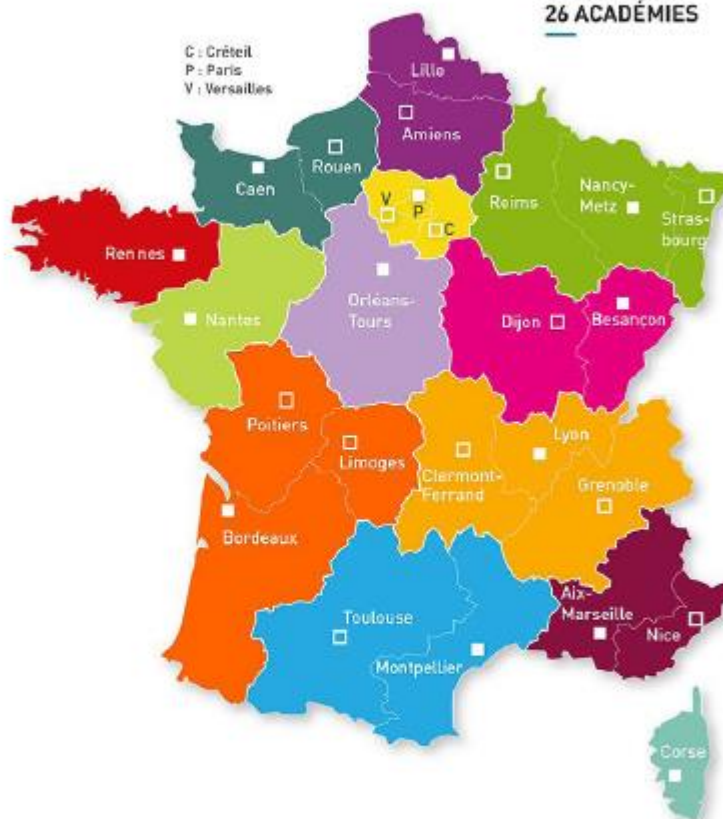 26 ACADÉMIES
C : Créteil
P : Paris
V : Versailles
Lille
Amiens
Rouen
Caen
Reims
Nancy-
Metz
Stras-
bourg
V
P
C
Rennes
Nantes
Orléans-
Tours
Dijon
Besançon
Poitiers
Limoges
Clermont-
Ferrand
Lyon
Grenoble
Bordeaux
Toulouse
Montpellier
Aix-
Marseille
Nice
Corse